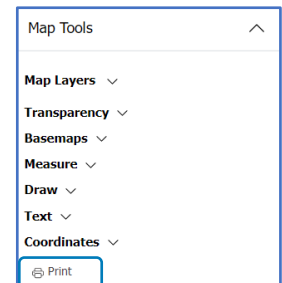 Map Tools
Map Layers
Transparency
Basemaps
Measure
Draw
Text
Coordinates
Print